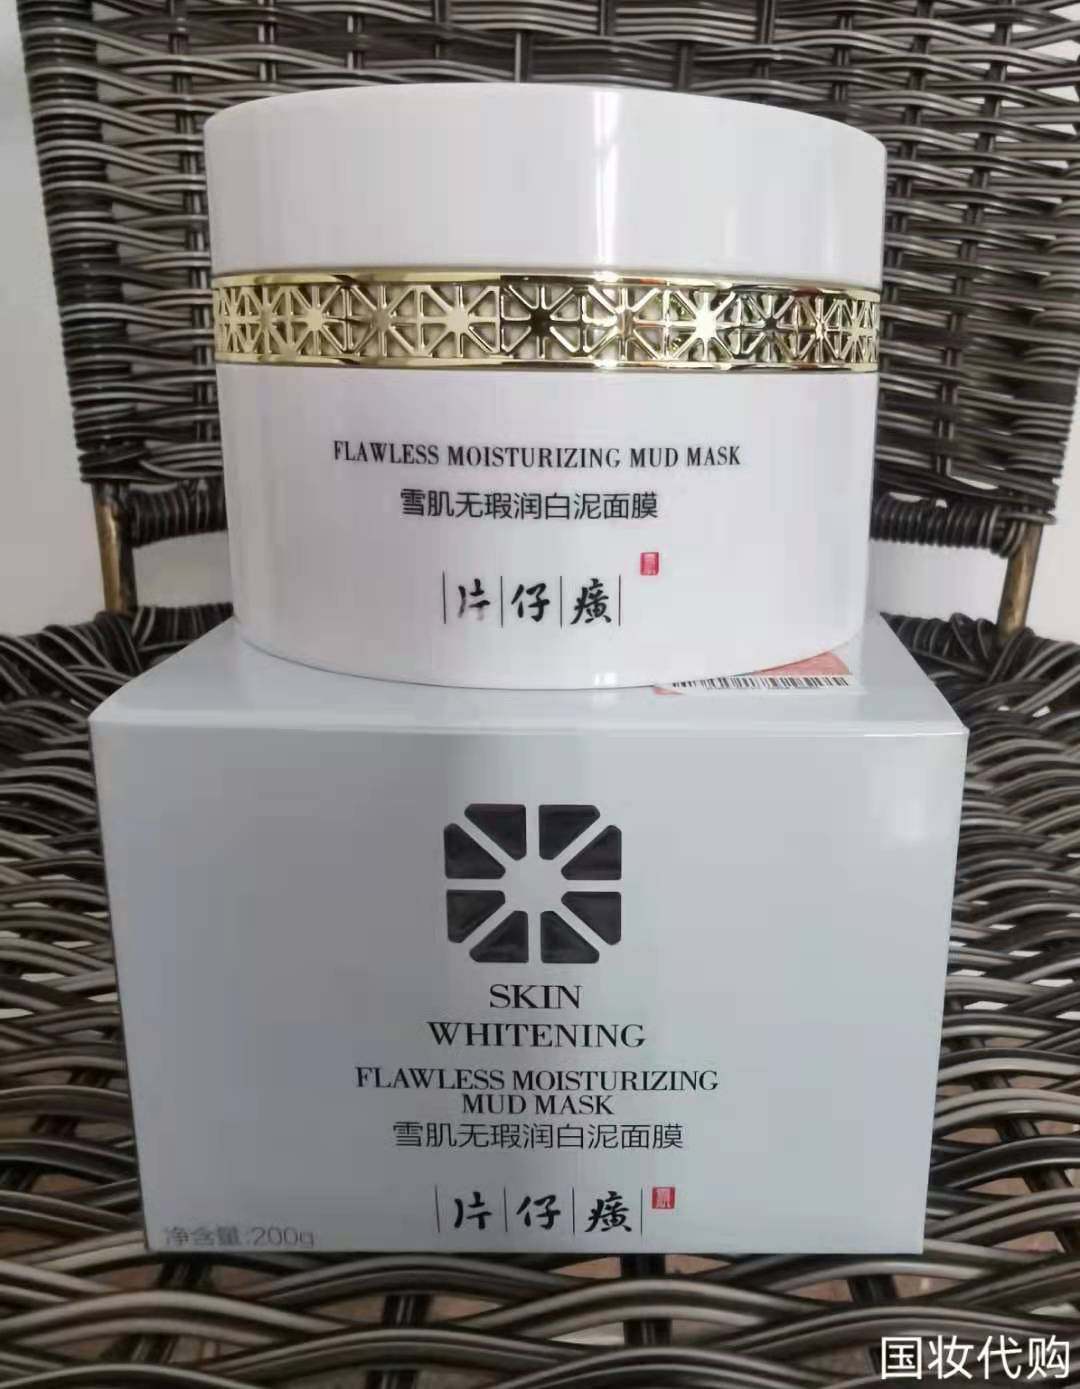 FLAWLESS MOISTURIZING MUD MASK
雪肌无瑕润白泥面膜
片仔癀
SKIN
WHITENING
FLAWLESS MOISTURIZING
MUD MASK
雪肌无瑕润白泥面膜
片仔癀
净含量:200g
国妆代购